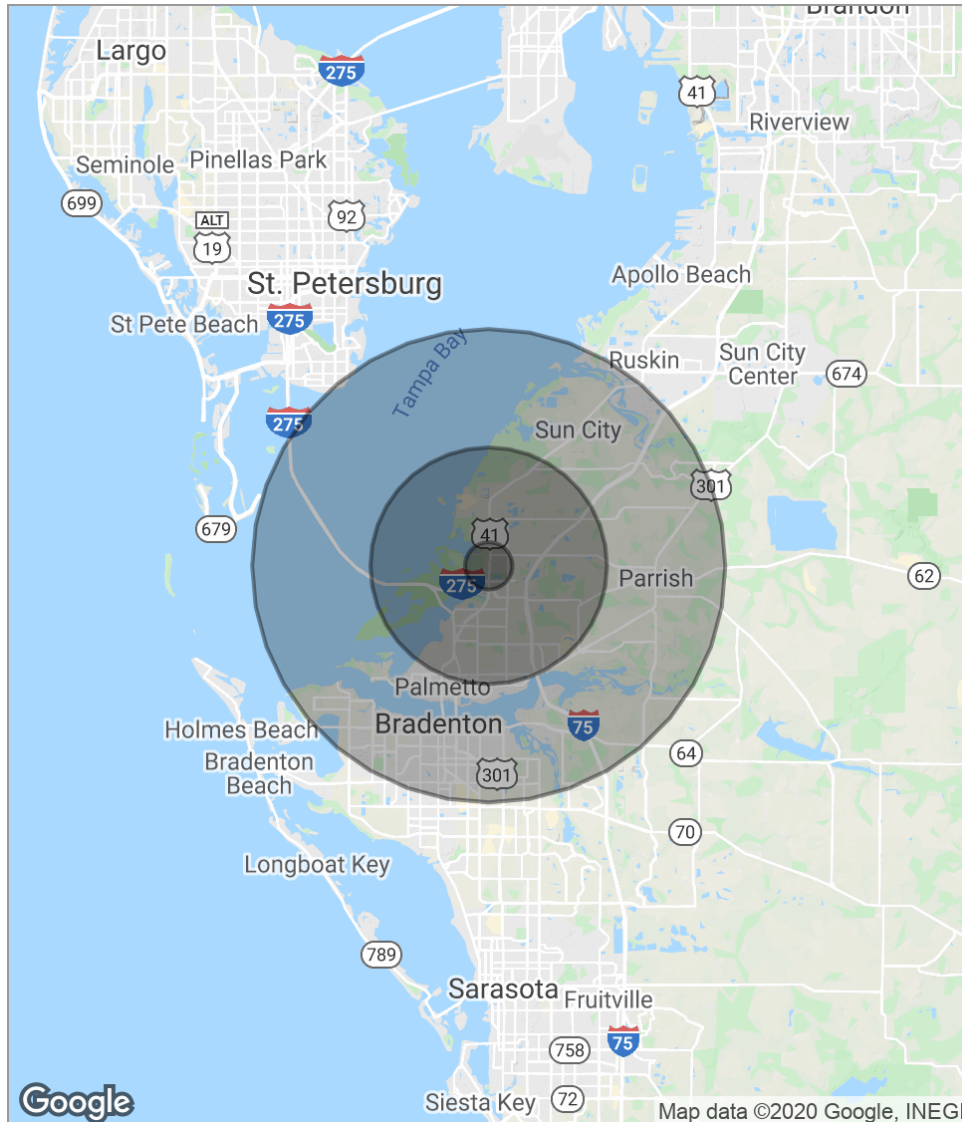 Brandon
Largo
275
41
Riverview
Seminole
Pinellas Park
699
ALT
19
92
St. Petersburg
Apollo Beach
St Pete Beach
275
Tampa Bay
Ruskin
Sun City
Center
674
275
Sun City
301
679
41
275
Parrish
62
Palmetto
Bradenton
Holmes Beach
75
64
Bradenton
Beach
301
70
Longboat Key
789
Sarasota
Fruitville
75
758
72
Siesta Key
Google
Map data ©2020 Google, INEGI